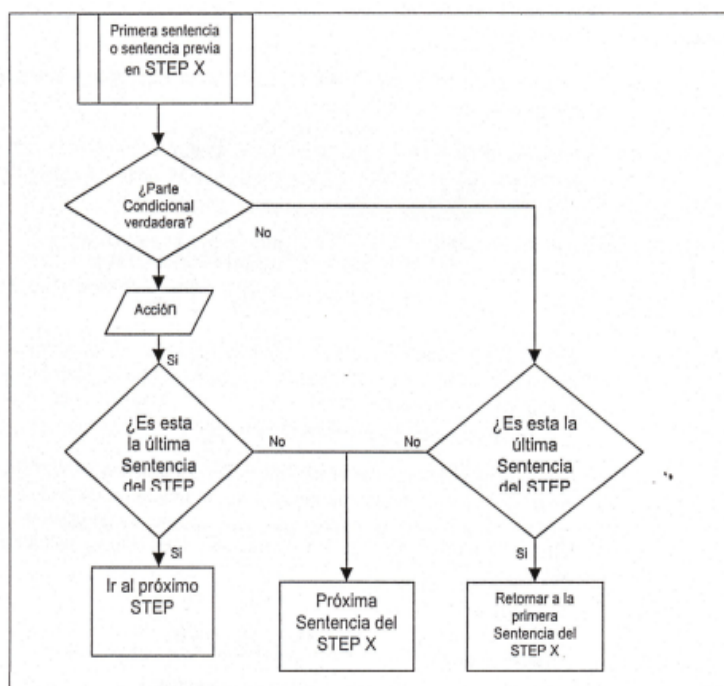 Primera sentencia
o sentencia previa
en STEP X
¿Parte
Condicional
verdadera?
No
Acción
Si
¿Es esta
la última
Sentencia
del STEP
No
No
¿Es esta la
última
Sentencia
del STEP
Si
Si
Ir al próximo
STEP
Próxima
Sentencia del
STEP X
Retornar a la
primera
Sentencia del
STEP X